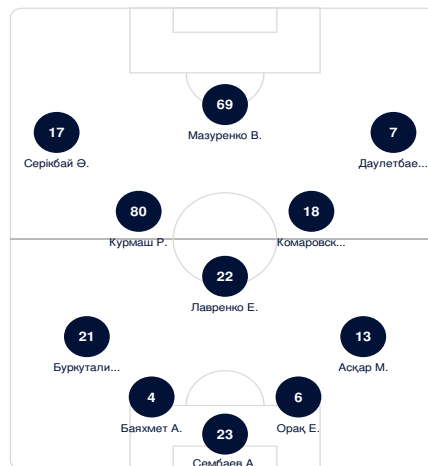 69
Мазуренко В.
17
Серікбай Ә.
7
Даулетбае...
80
Курмаш Р.
18
Комаровск...
22
Лавренко Е.
21
Буркутали...
13
Асқар М.
4
Баяхмет А.
6
Орақ Е.
23
Сембаев А.